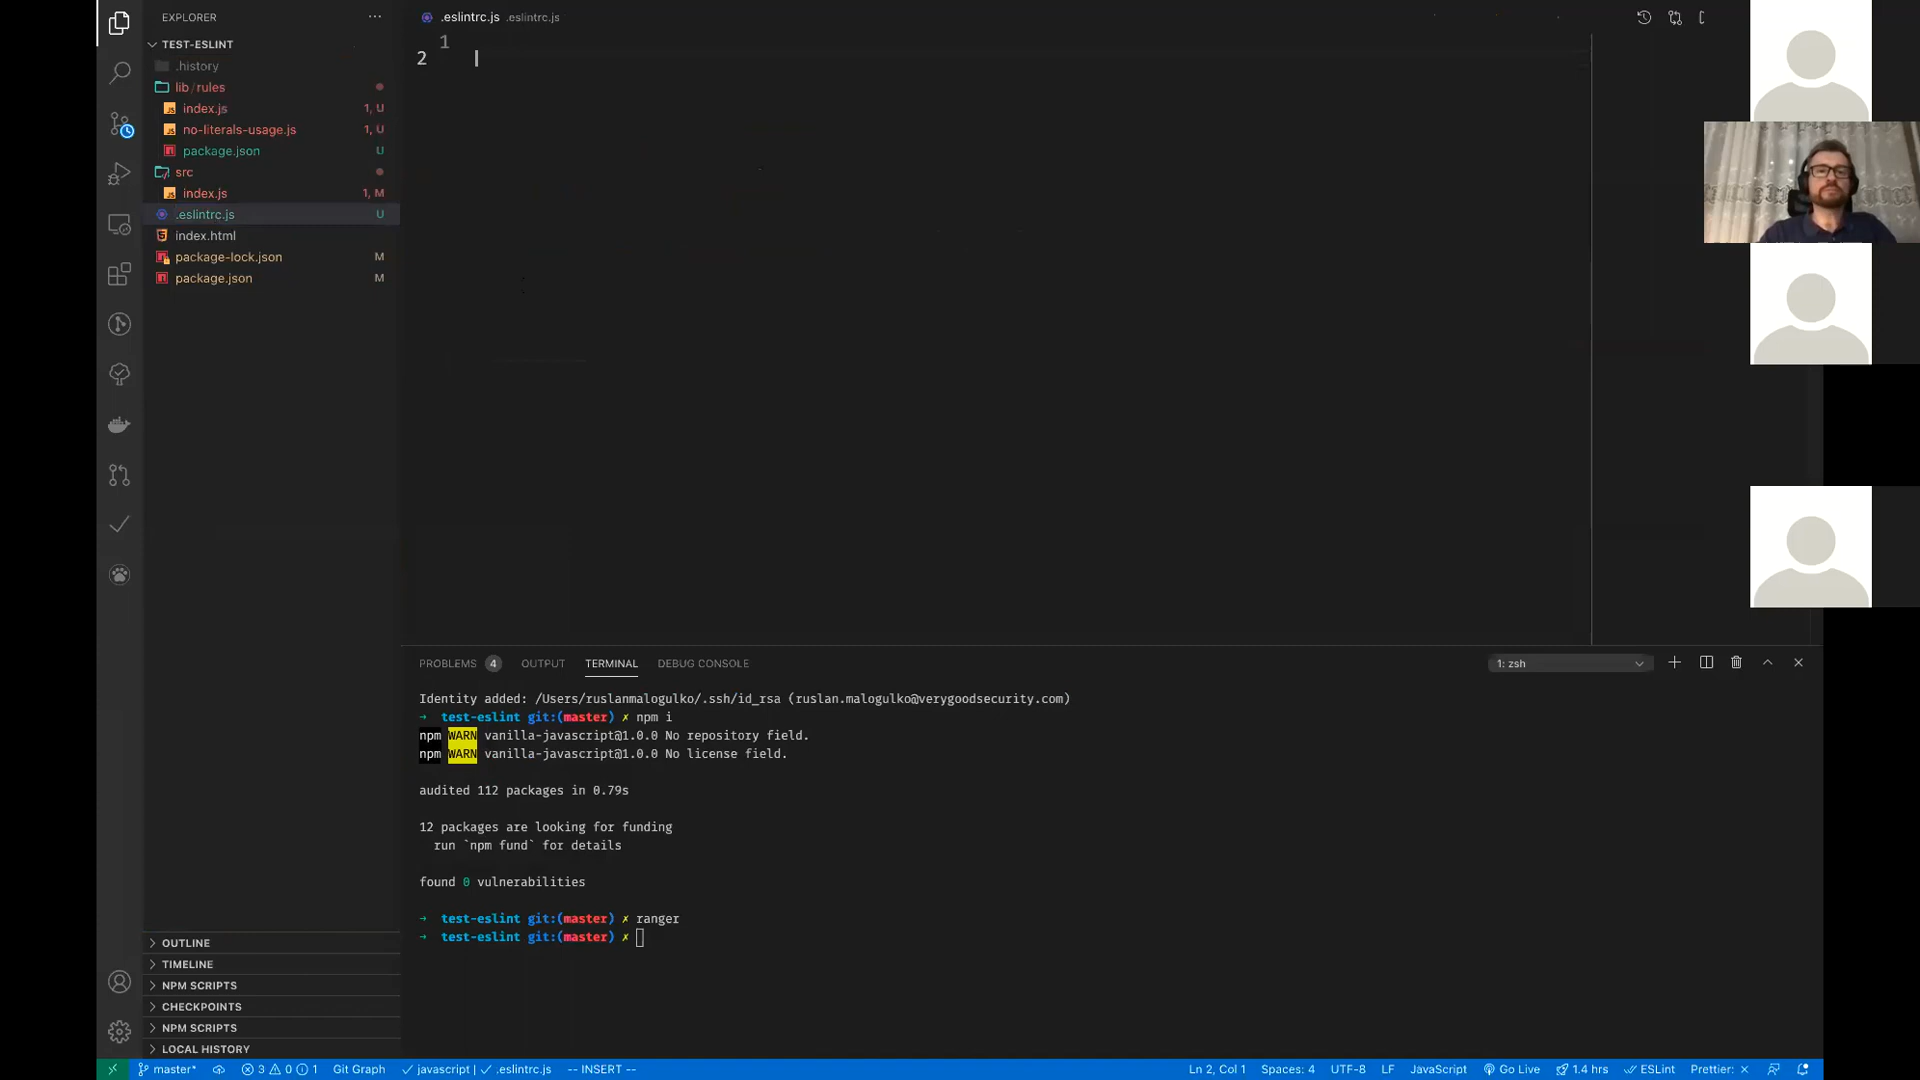 EXPLORER
TEST-ESLINT
.history
lib/rules
index.js 1, U
no-literals-usage.js 1, U
package.json U
src
index.js 1, M
.eslintrc.js U
index.html
package-lock.json M
package.json M
OUTLINE
TIMELINE
NPM SCRIPTS
CHECKPOINTS
NPM SCRIPTS
LOCAL HISTORY
.eslintrc.js .eslintrc.js
1
2
PROBLEMS 4 OUTPUT TERMINAL DEBUG CONSOLE 1: zsh
Identity added: /Users/ruslanmalogulko/.ssh/id_rsa (ruslan.malogulko@verygoodsecurity.com)
→ test-eslint git:(master) ✗ npm i
npm WARN vanilla-javascript@1.0.0 No repository field.
npm WARN vanilla-javascript@1.0.0 No license field.
audited 112 packages in 0.79s
12 packages are looking for funding
run `npm fund` for details
found 0 vulnerabilities
→ test-eslint git:(master) ✗ ranger
→ test-eslint git:(master) ✗
master* 3 0 1 Git Graph ✓ javascript | ✓ .eslintrc.js -- INSERT -- Ln 2, Col 1 Spaces: 4 UTF-8 LF JavaScript Go Live 1.4 hrs ✓ ESLint Prettier: ×